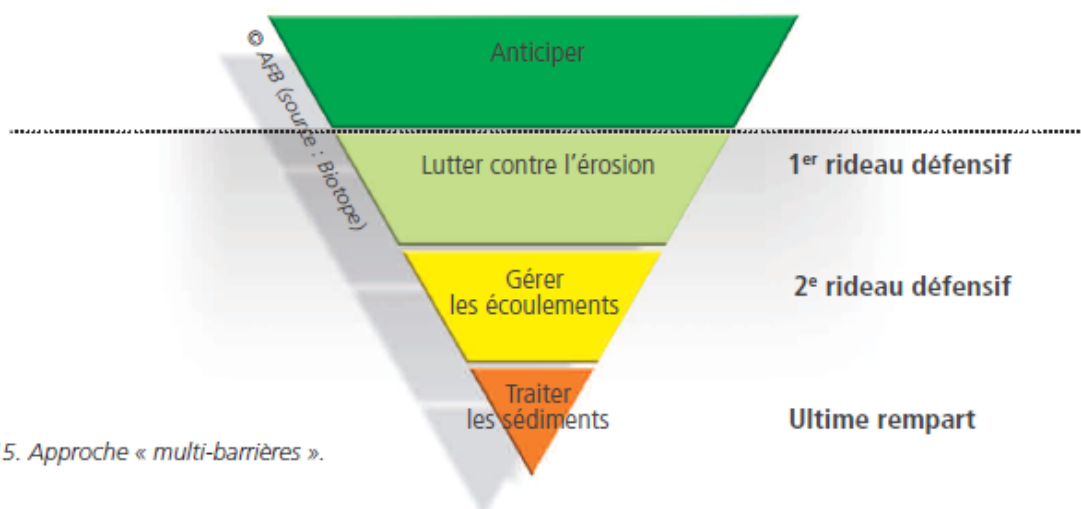 Anticiper
© AFB (source : Biotope)
Lutter contre l'érosion
1er rideau défensif
Gérer
les écoulements
2e rideau défensif
Traiter
les sédiments
Ultime rempart
5. Approche « multi-barrières ».